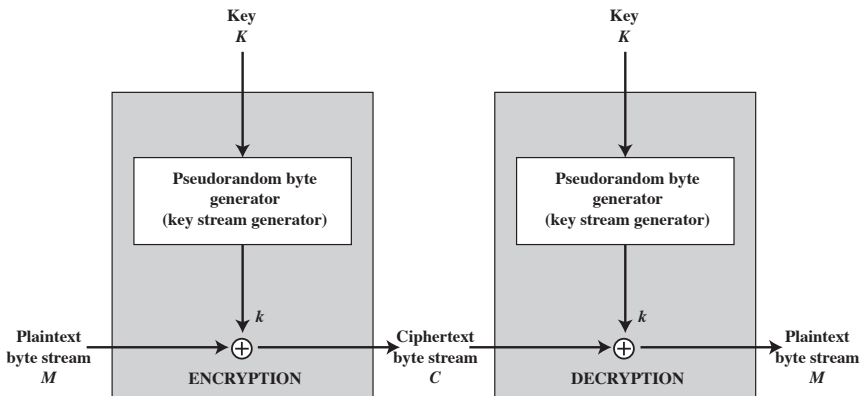 Key
K
Key
K
Pseudorandom byte
generator
(key stream generator)
Pseudorandom byte
generator
(key stream generator)
k
k
Plaintext
byte stream
M
ENCRYPTION
Ciphertext
byte stream
C
DECRYPTION
Plaintext
byte stream
M